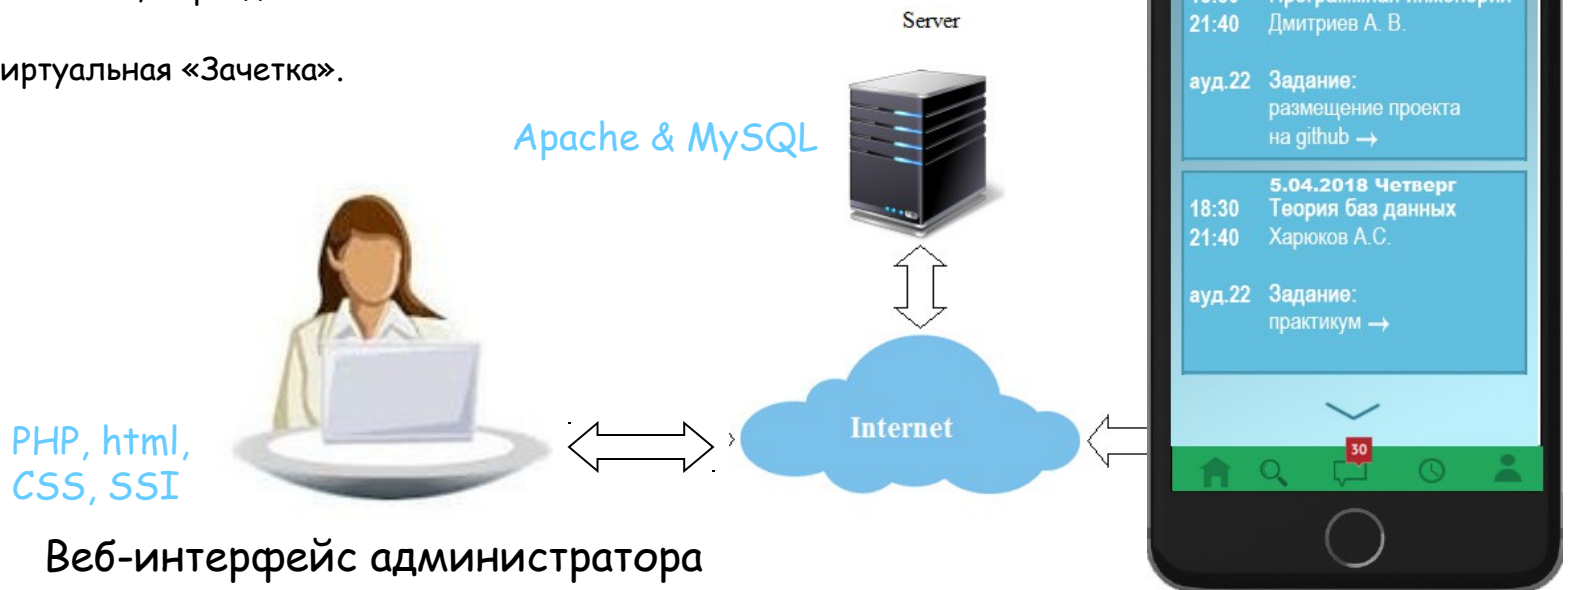 иртуальная «Зачетка».
Server
Apache & MySQL
PHP, html,
CSS, SSI
Internet
Веб-интерфейс администратора
21:40 Дмитриев А. В.
ауд.22 Задание:
размещение проекта
на github →
5.04.2018 Четверг
18:30 Теория баз данных
21:40 Харюков А.С.
ауд.22 Задание:
практикум →
30